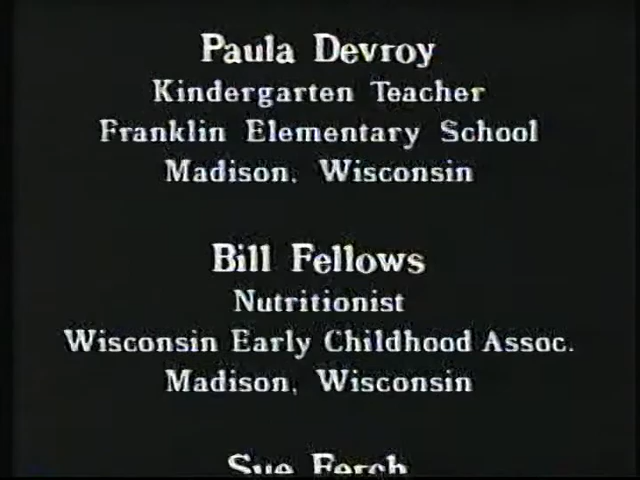 Paula Devroy
Kindergarten Teacher
Franklin Elementary School
Madison, Wisconsin
Bill Fellows
Nutritionist
Wisconsin Early Childhood Assoc.
Madison, Wisconsin
Sue Ferch